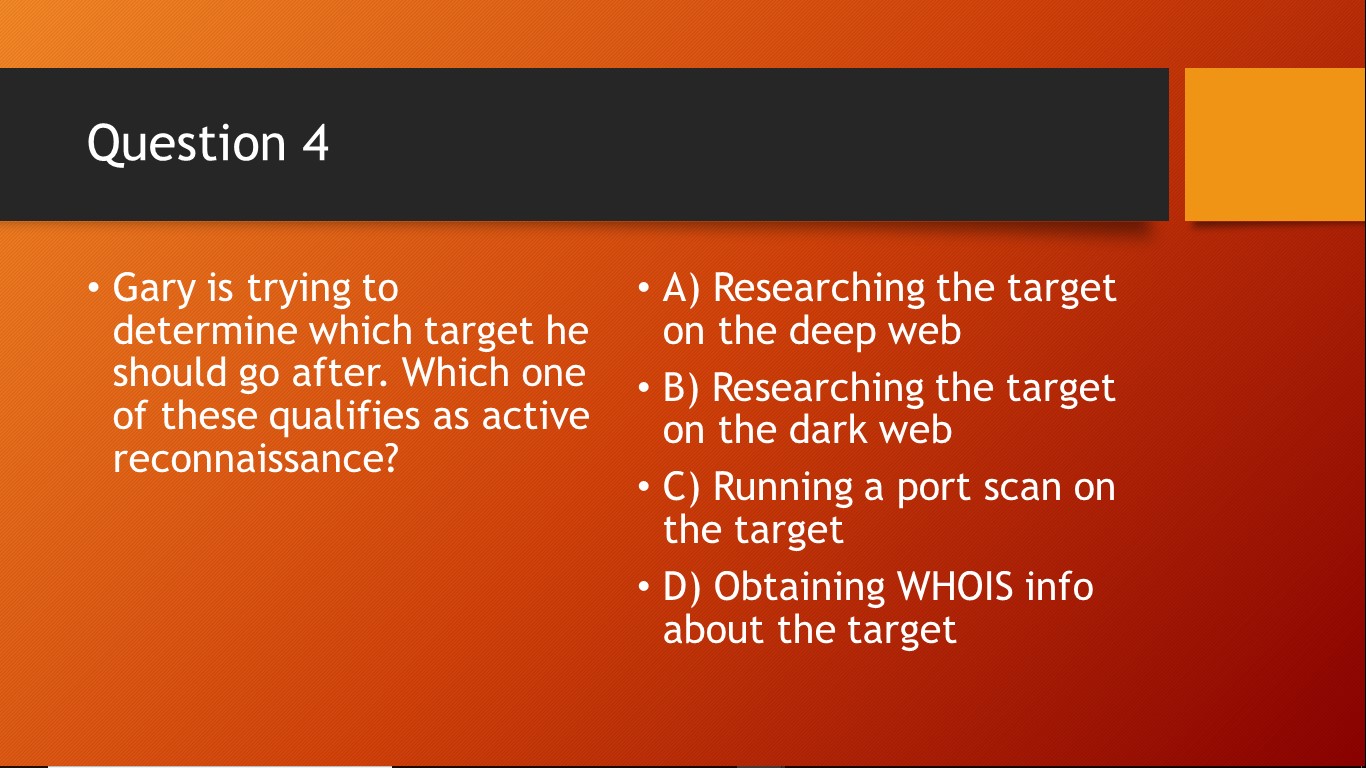 Question 4
• Gary is trying to
determine which target he
should go after. Which one
of these qualifies as active
reconnaissance?
• A) Researching the target
on the deep web
• B) Researching the target
on the dark web
• C) Running a port scan on
the target
• D) Obtaining WHOIS info
about the target